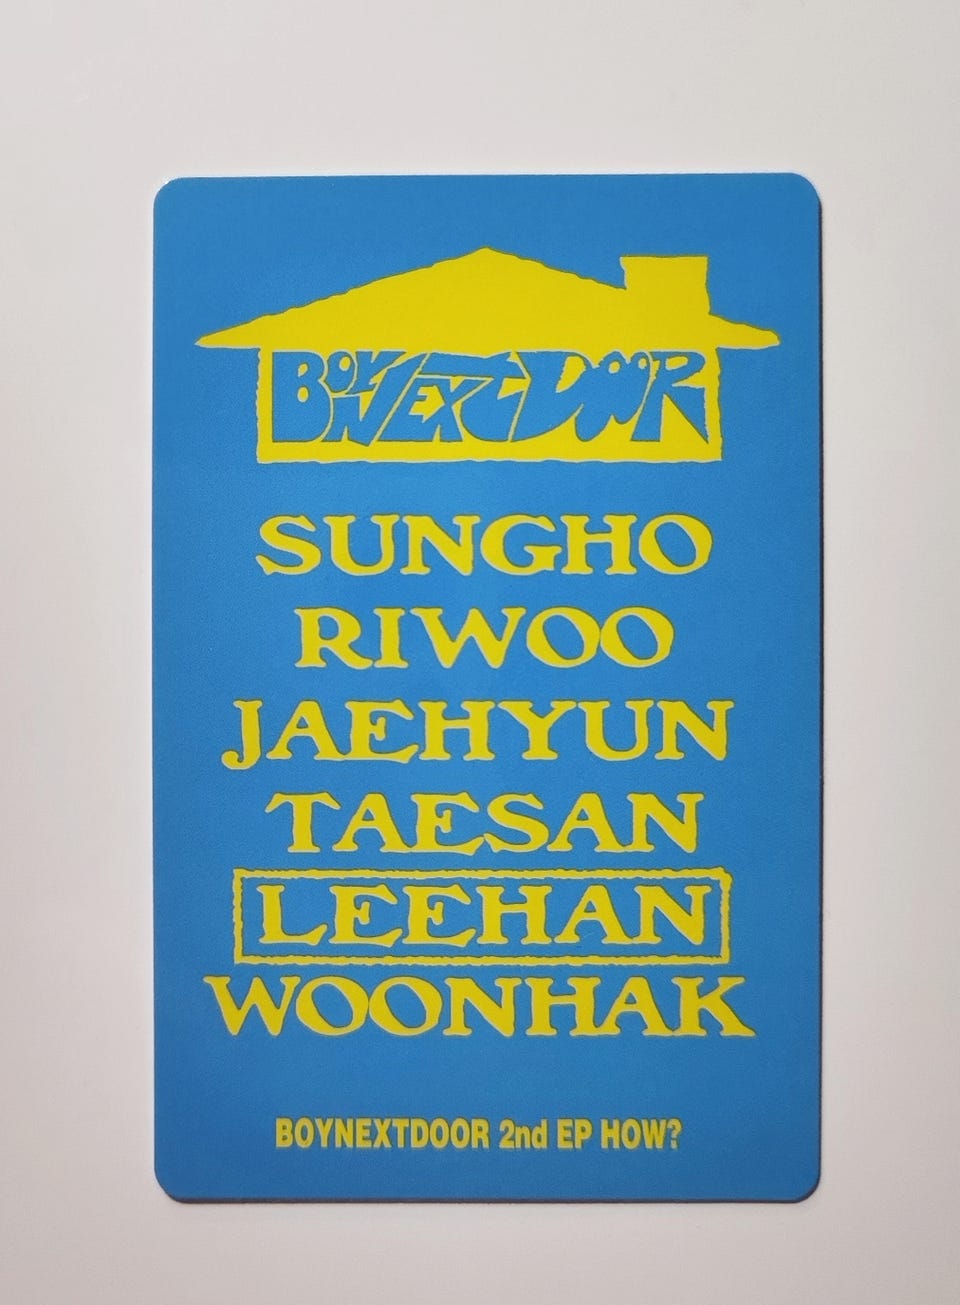 BOYNEXTDOOR
SUNGHO
RIWOO
JAEHYUN
TAESAN
LEEHAN
WOONHAK
BOYNEXTDOOR 2nd EP HOW?